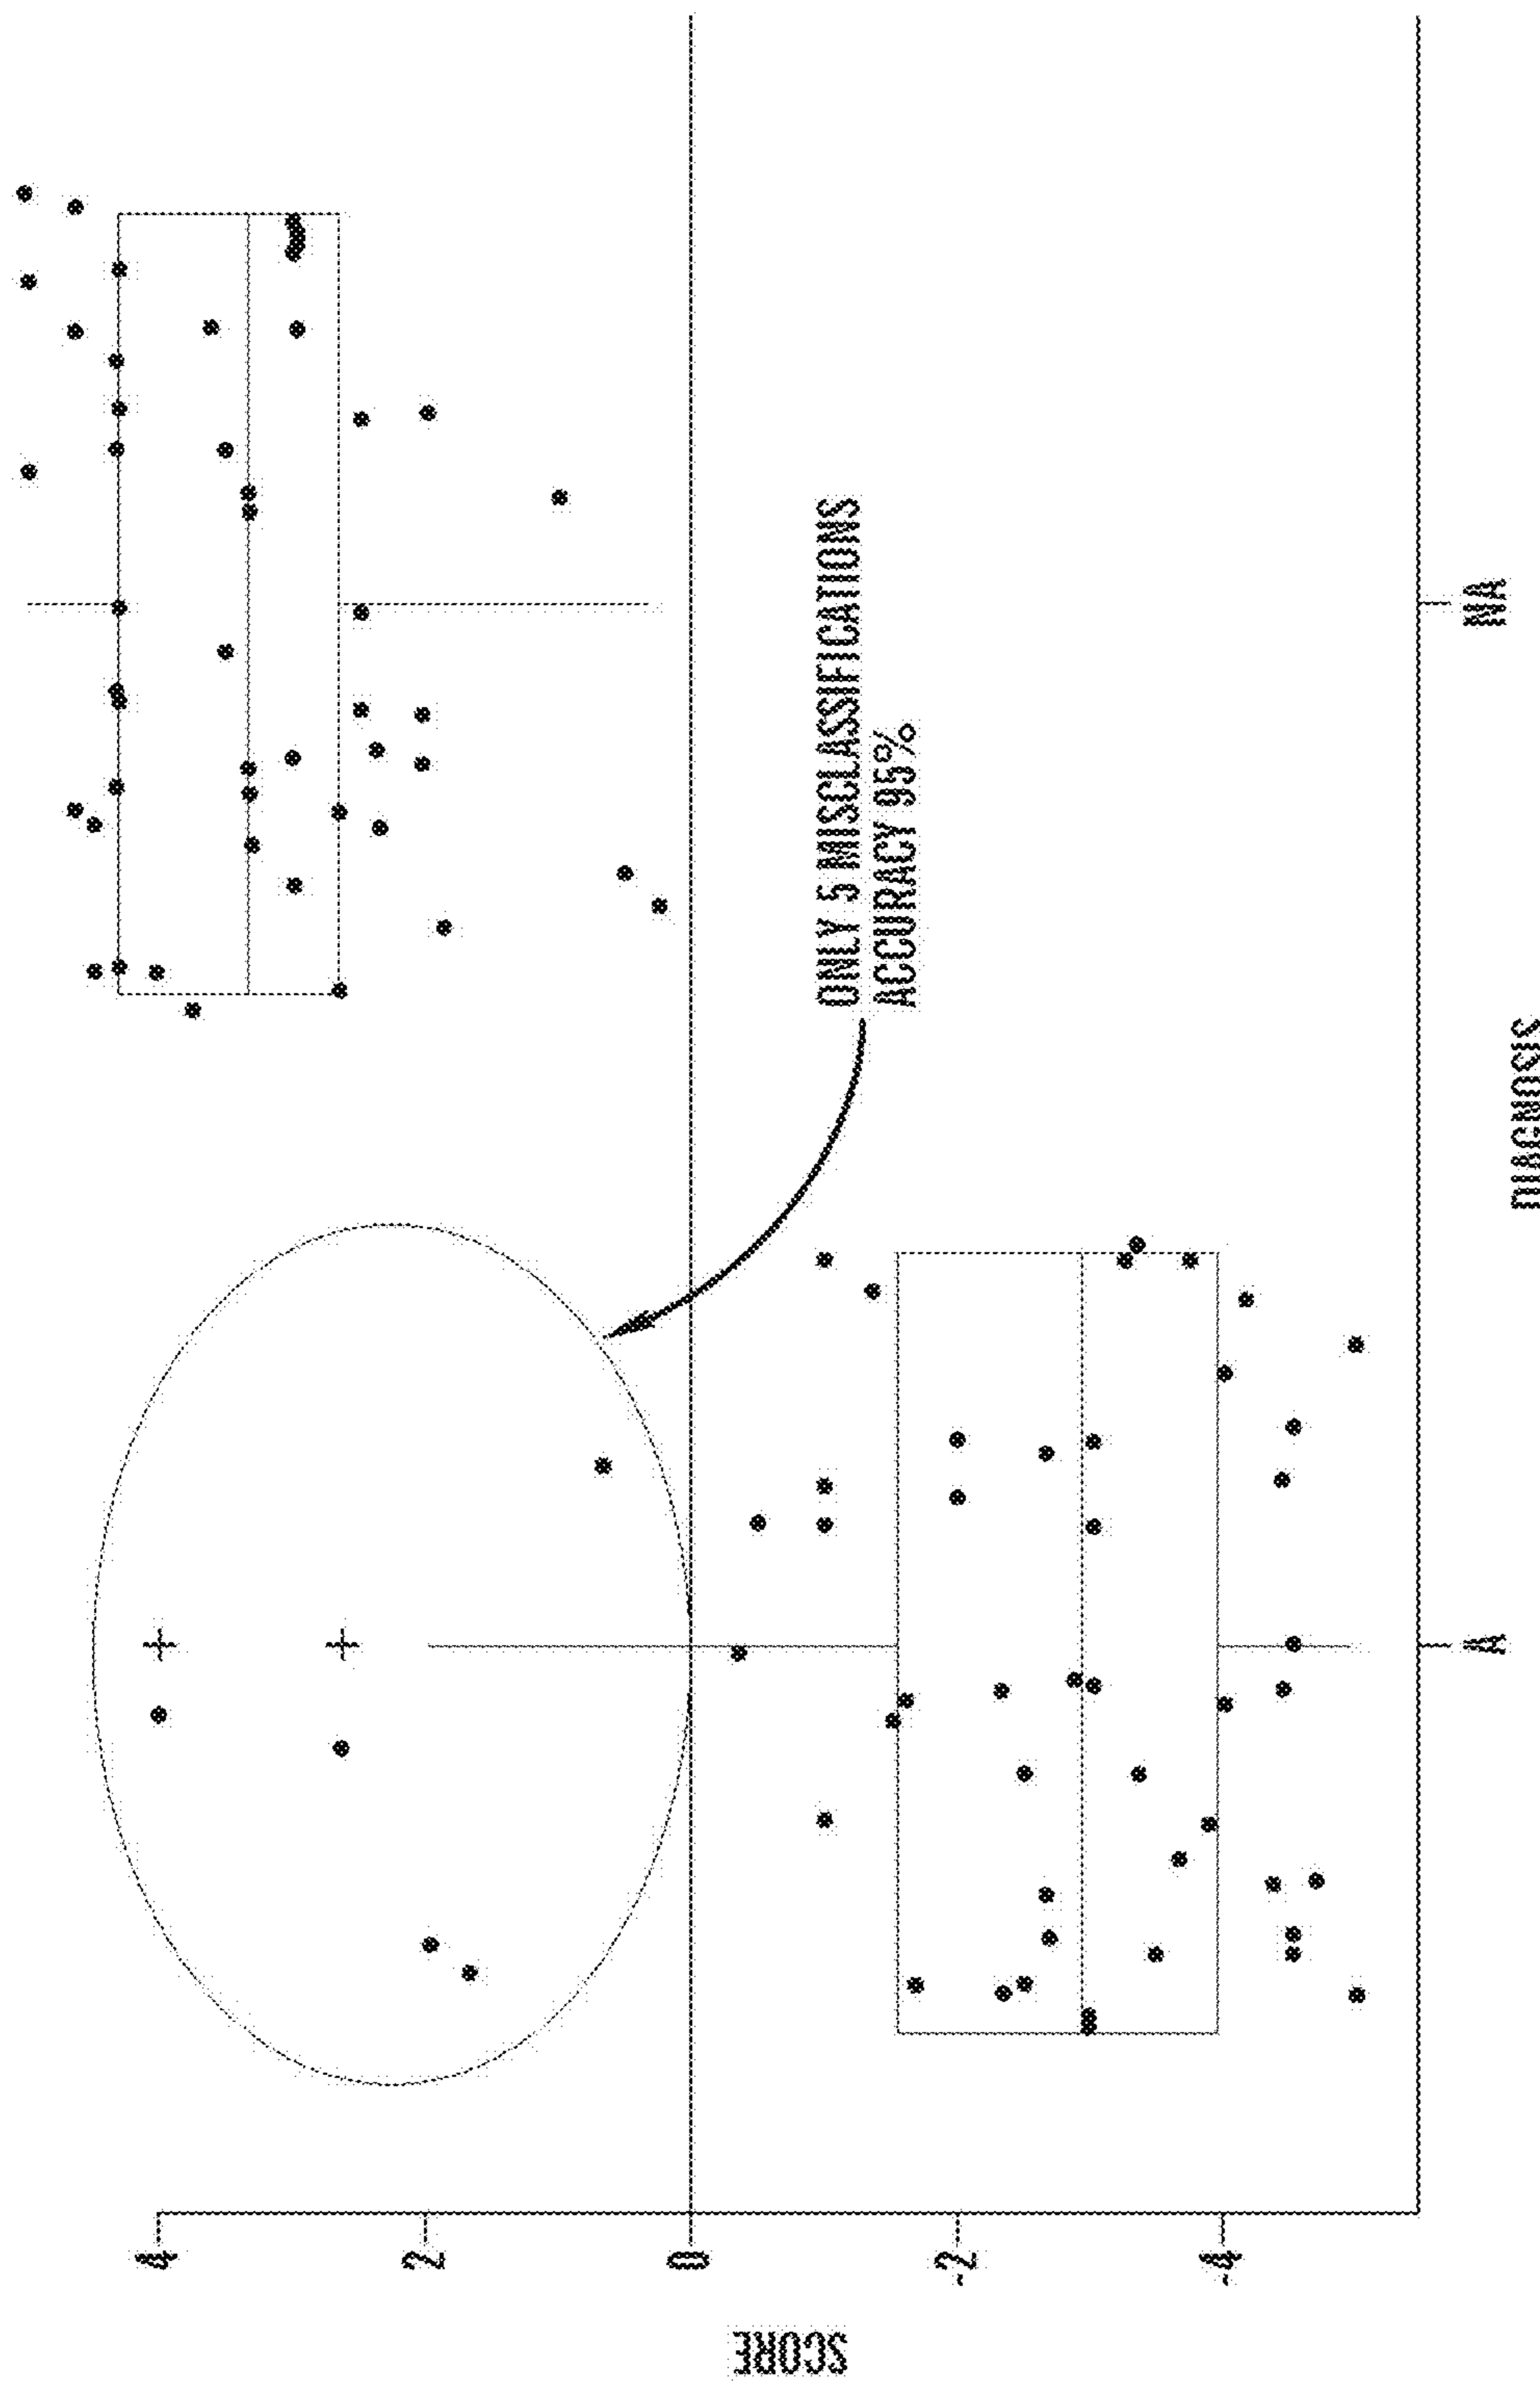 4
2
0
-2
-4
SCORE
ONLY 5 MISCLASSIFICATIONS
ACCURACY 95%
A
NA
DIAGNOSIS